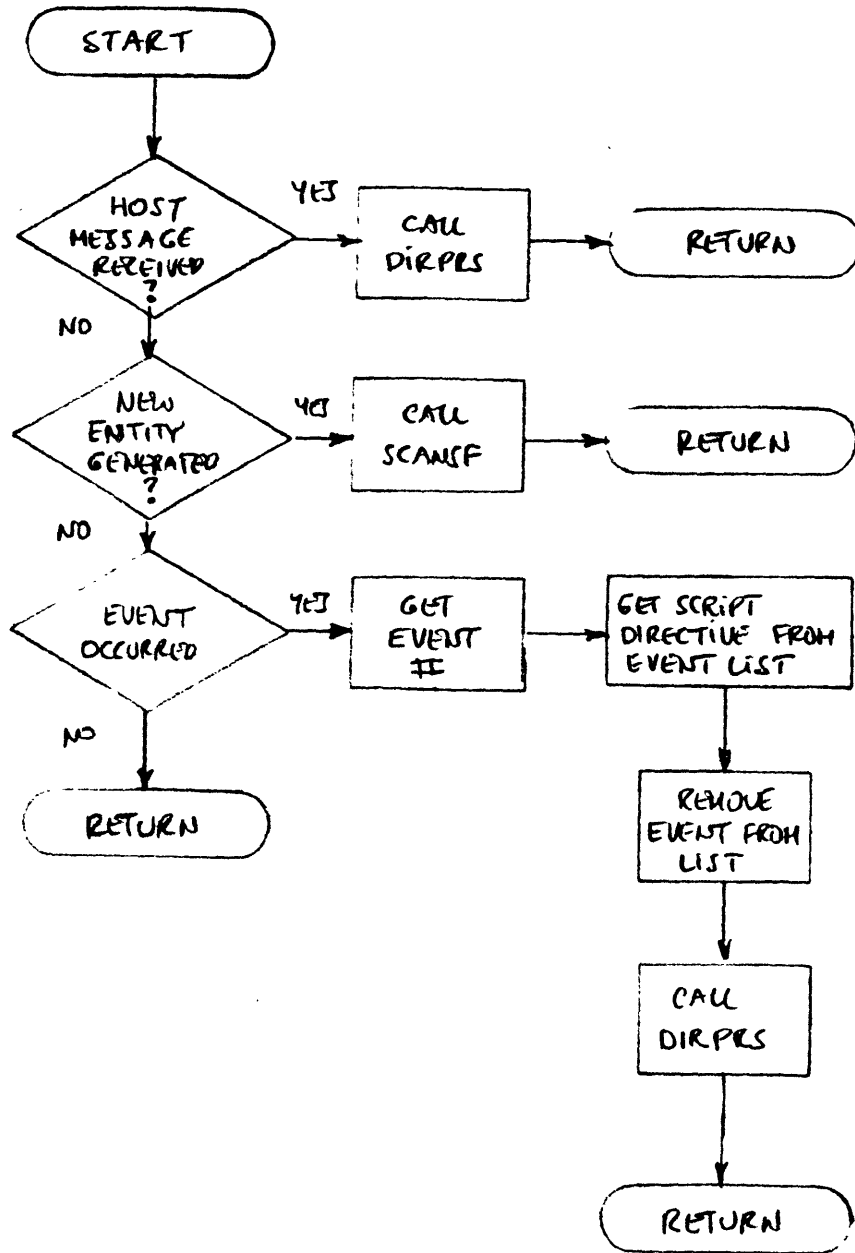 START
HOST
MESSAGE
RECEIVED
?
YES
CALL
DIRPRS
RETURN
NO
NEW
ENTITY
GENERATED
?
YES
CALL
SCANSF
RETURN
NO
EVENT
OCCURRED
YES
GET
EVENT
#
GET SCRIPT
DIRECTIVE FROM
EVENT LIST
NO
RETURN
REMOVE
EVENT FROM
LIST
CALL
DIRPRS
RETURN